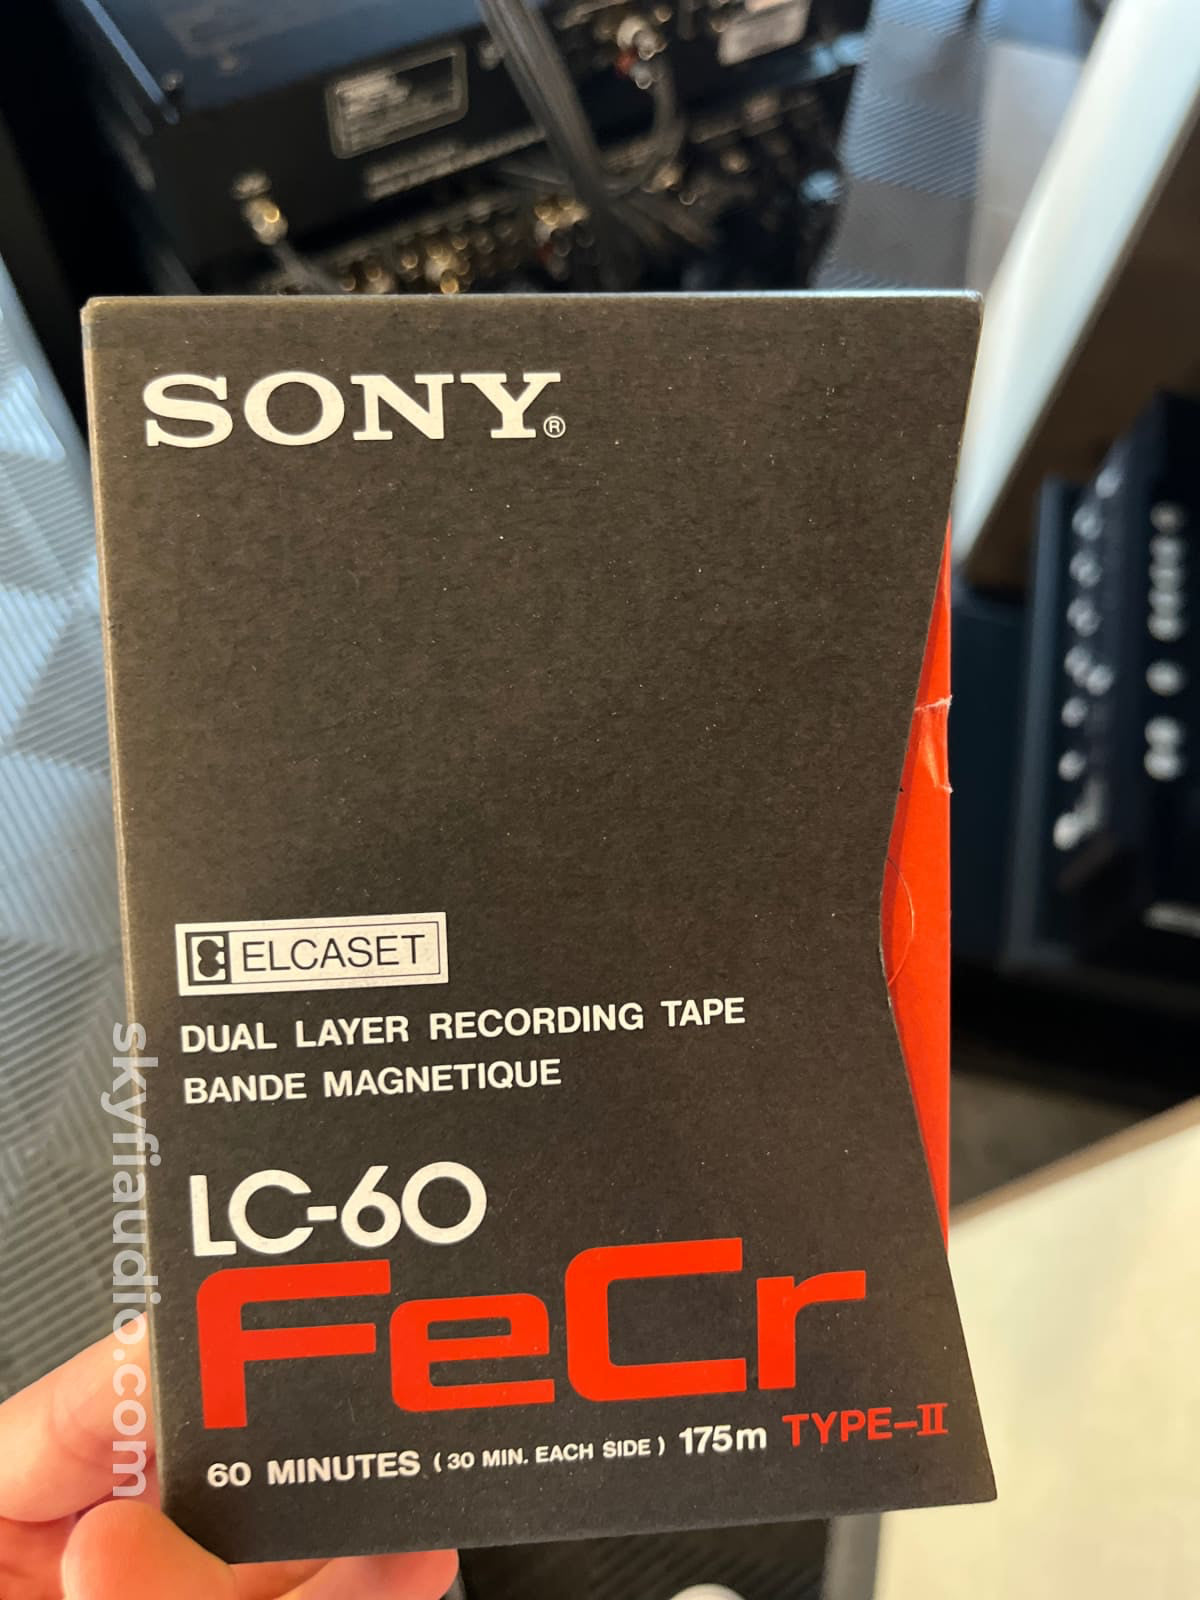 SONY®
ELCASET
DUAL LAYER RECORDING TAPE
BANDE MAGNETIQUE
LC-60
FeCr
60 MINUTES (30 MIN. EACH SIDE) 175m TYPE-II
skyfiaudio.com